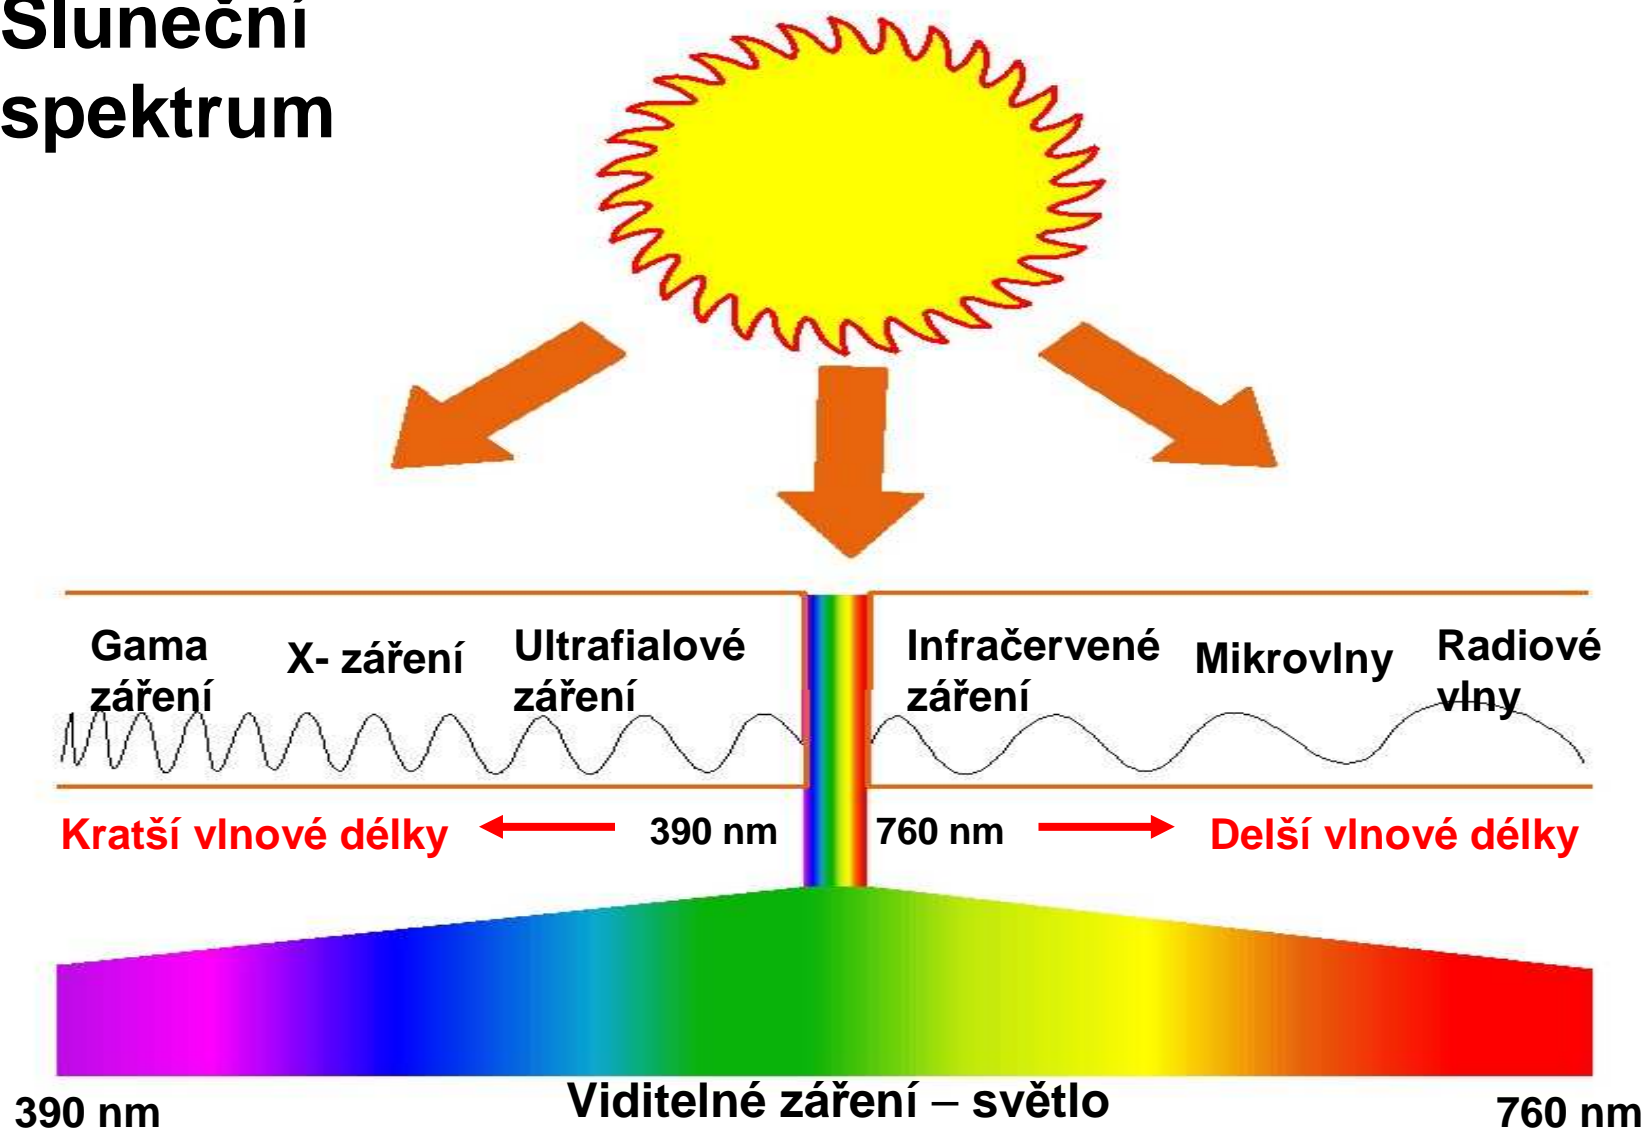 Sluneční
spektrum
Gama
záření
X- záření
Ultrafialové
záření
Infračervené
záření
Mikrovlny
Radiové
vlny
Kratší vlnové délky
390 nm
760 nm
Delší vlnové délky
390 nm
Viditelné záření – světlo
760 nm